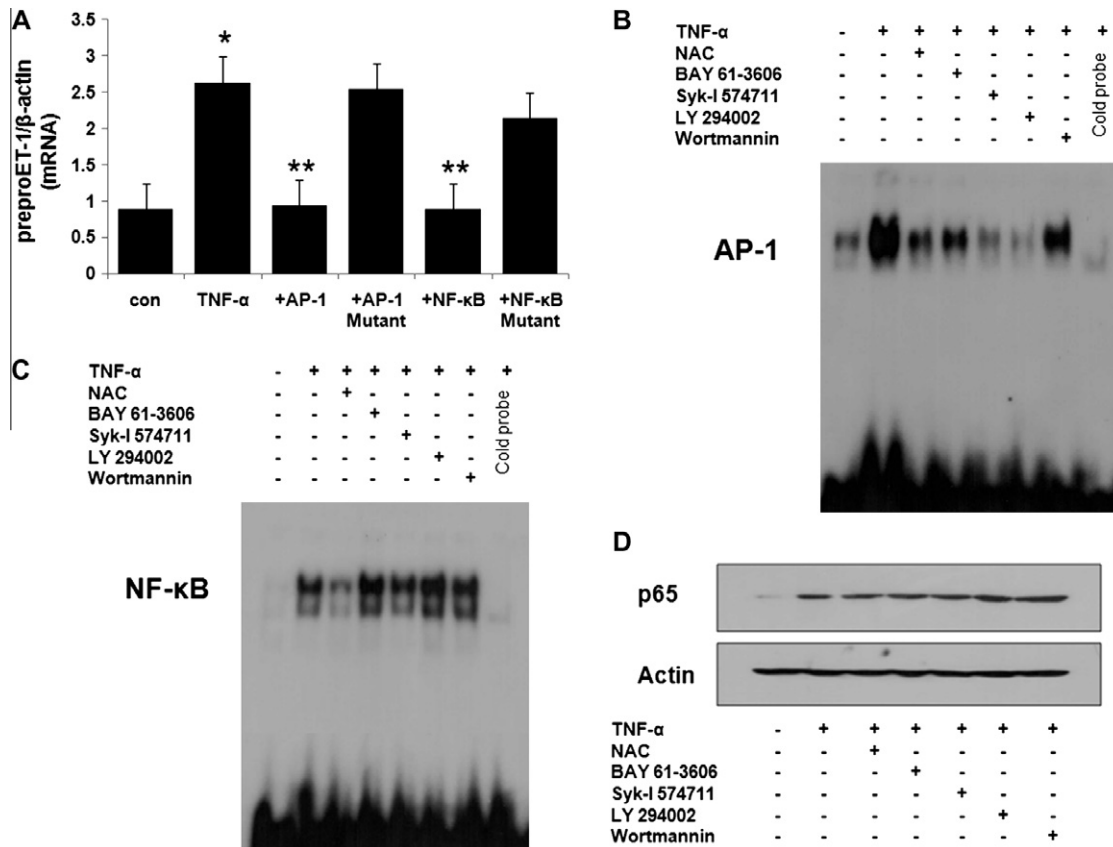 A
preproET-1/β-actin
(mRNA)
3.5
3
2.5
2
1.5
1
0.5
0
*
**
**
con TNF-α +AP-1 +AP-1 Mutant +NF-κB +NF-κB Mutant
B
TNF-α - + + + + + + +
NAC - - + - - - -
BAY 61-3606 - - - + - - -
Syk-I 574711 - - - - + - -
LY 294002 - - - - - + -
Wortmannin - - - - - - +
Cold probe
AP-1
C
TNF-α - + + + + + + +
NAC - - + - - - -
BAY 61-3606 - - - + - - -
Syk-I 574711 - - - - + - -
LY 294002 - - - - - + -
Wortmannin - - - - - - +
Cold probe
NF-κB
D
p65
Actin
TNF-α - + + + + + +
NAC - - + - - - -
BAY 61-3606 - - - + - - -
Syk-I 574711 - - - - + - -
LY 294002 - - - - - + -
Wortmannin - - - - - - +